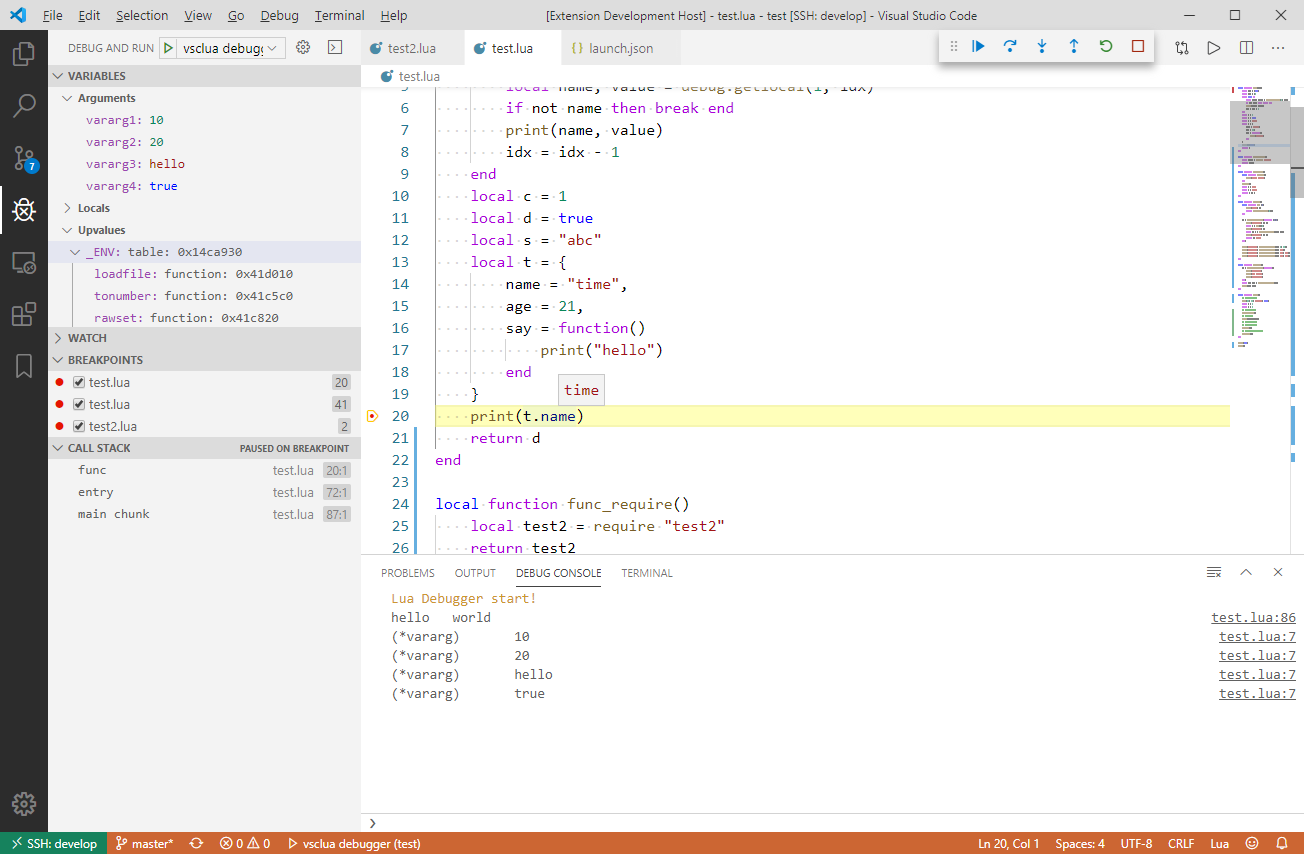 File Edit Selection View Go Debug Terminal Help [Extension Development Host] - test.lua - test [SSH: develop] - Visual Studio Code
DEBUG AND RUN vsclua debugg test2.lua test.lua {} launch.json
test.lua
VARIABLES
Arguments
vararg1: 10
vararg2: 20
vararg3: hello
vararg4: true
Locals
Upvalues
_ENV: table: 0x14ca930
loadfile: function: 0x41d010
tonumber: function: 0x41c5c0
rawset: function: 0x41c820
WATCH
BREAKPOINTS
test.lua 20
test.lua 41
test2.lua 2
CALL STACK PAUSED ON BREAKPOINT
func test.lua 20:1
entry test.lua 72:1
main chunk test.lua 87:1
7
5 local name, value = debug.getlocal(1, idx)
6 if not name then break end
7 print(name, value)
8 idx = idx - 1
9 end
10 local c = 1
11 local d = true
12 local s = "abc"
13 local t = {
14 name = "time",
15 age = 21,
16 say = function()
17 print("hello")
18 end
19 }
time
20 print(t.name)
21 return d
22 end
23
24 local function func_require()
25 local test2 = require "test2"
26 return test2
PROBLEMS OUTPUT DEBUG CONSOLE TERMINAL
Lua Debugger start!
hello world test.lua:86
(*vararg) 10 test.lua:7
(*vararg) 20 test.lua:7
(*vararg) hello test.lua:7
(*vararg) true test.lua:7
SSH: develop master* 0 0 vsclua debugger (test) Ln 20, Col 1 Spaces: 4 UTF-8 CRLF Lua